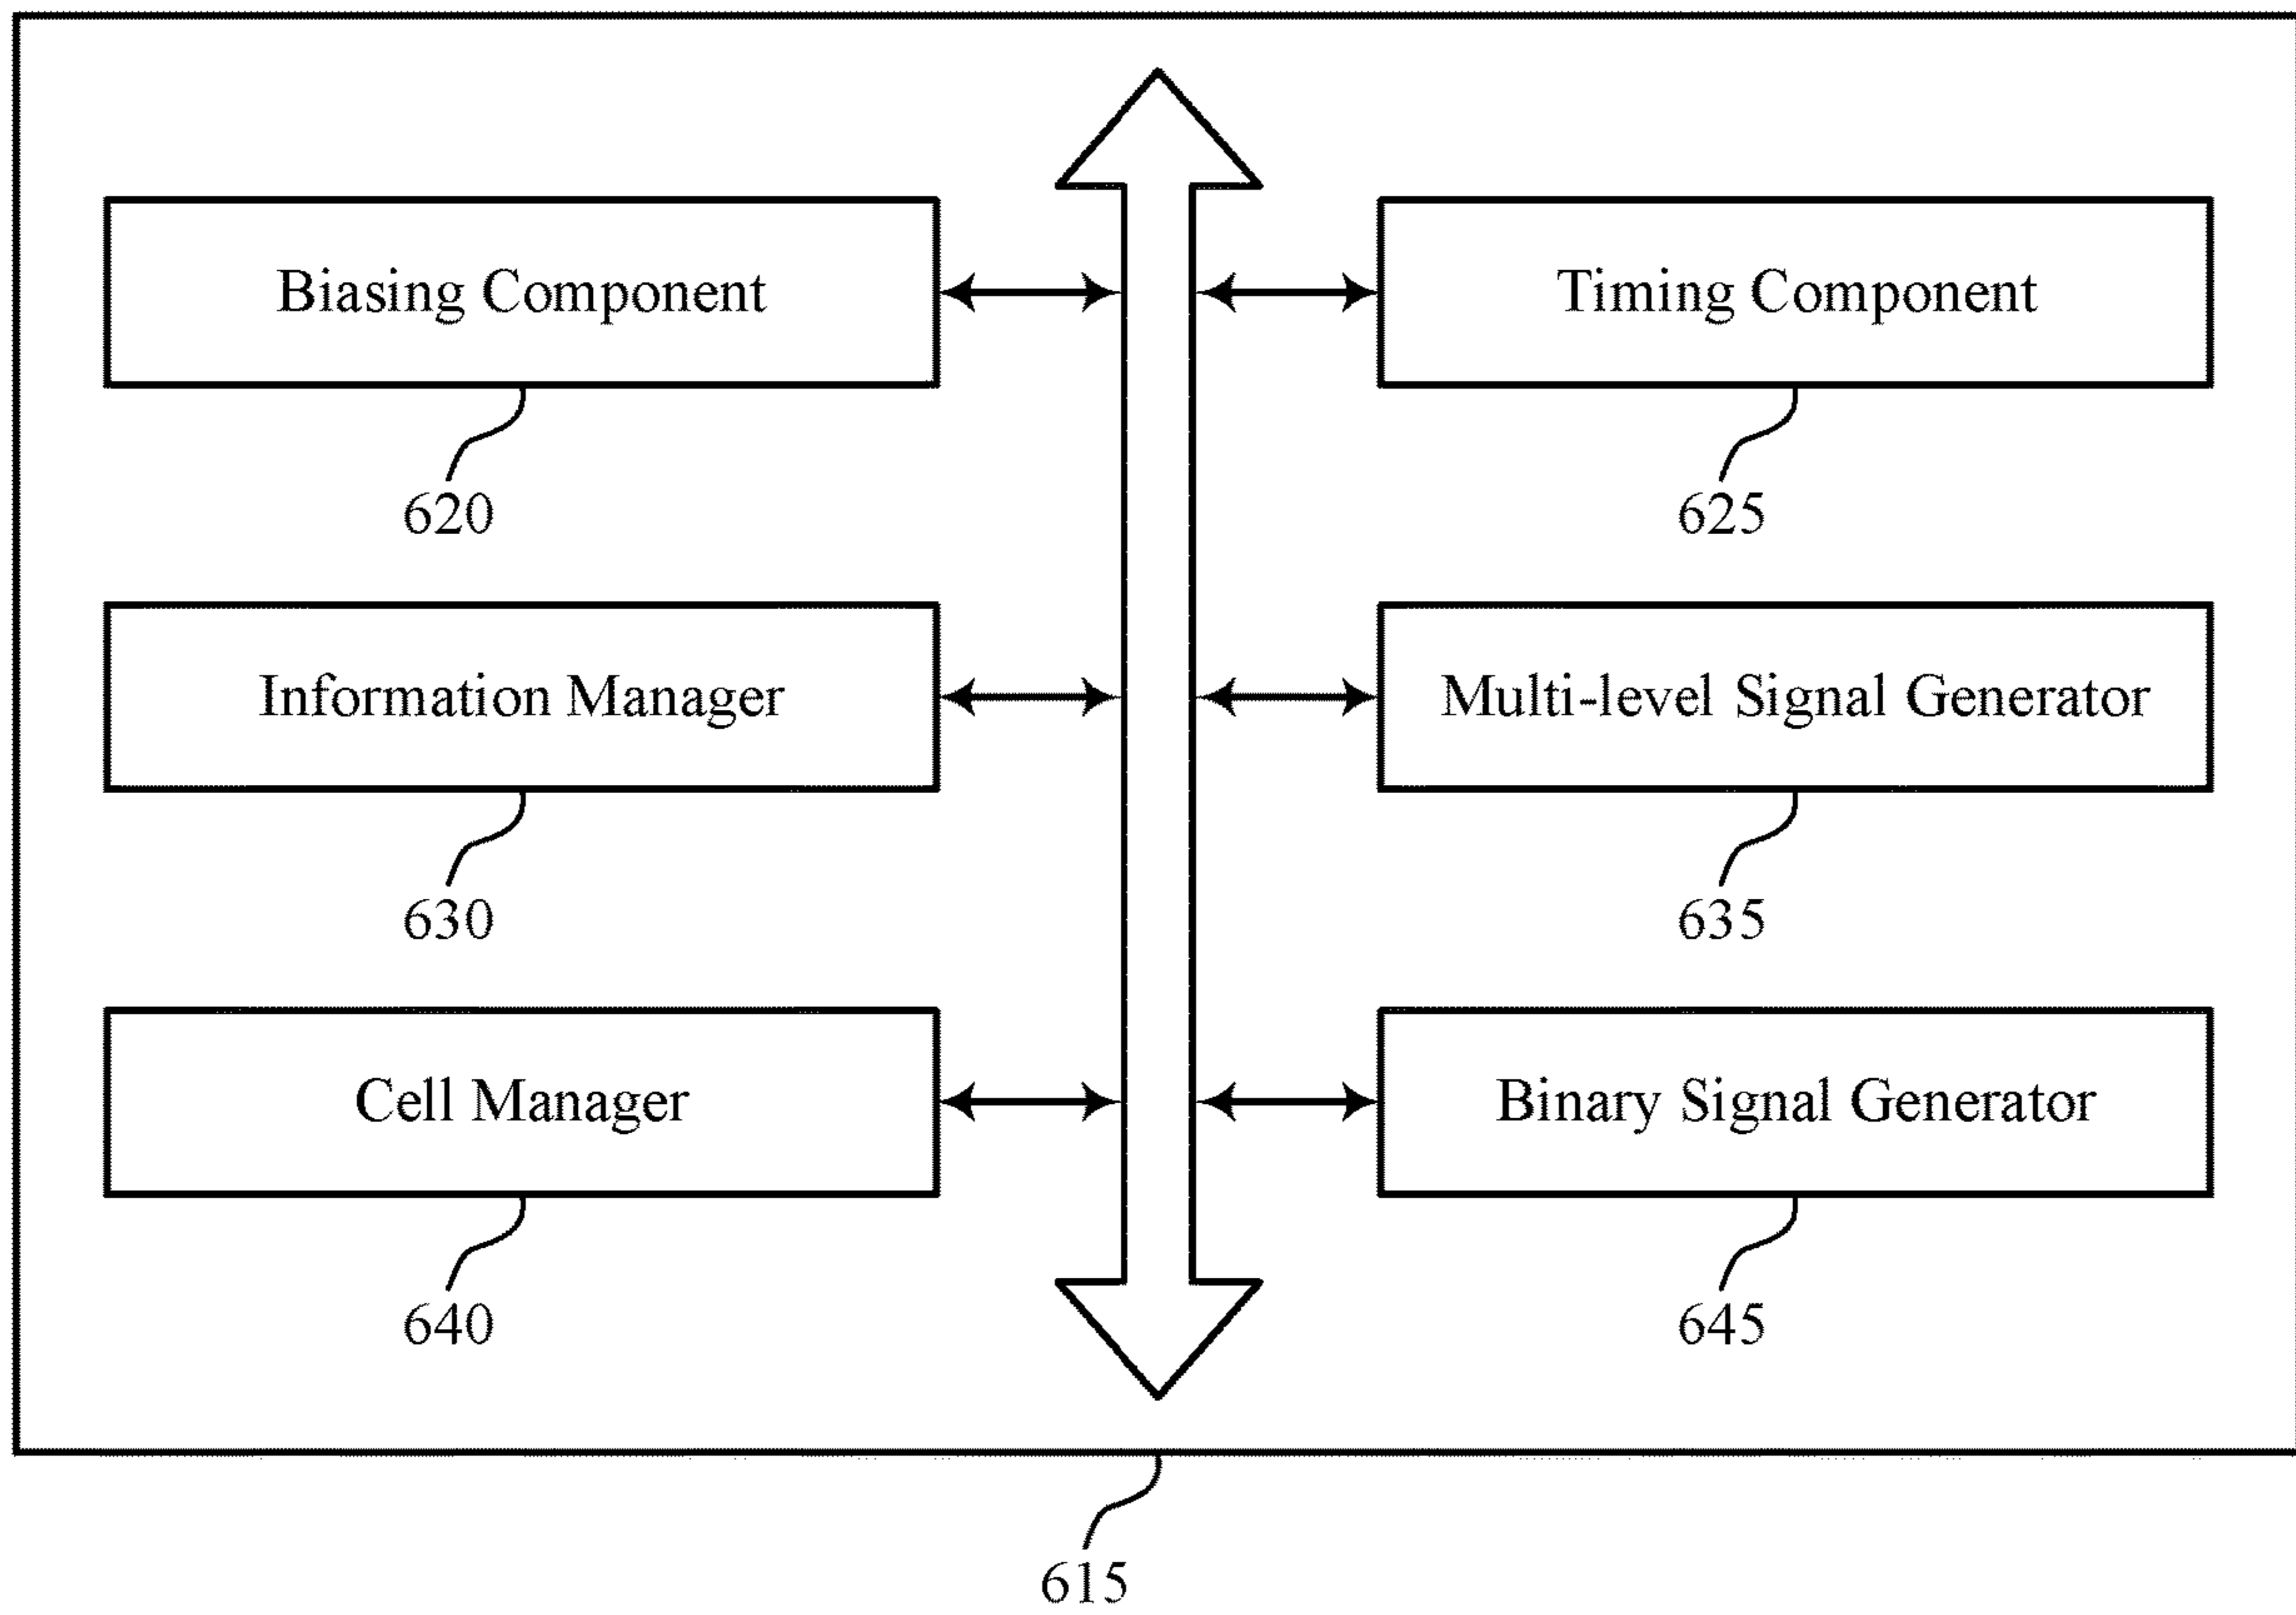 Biasing Component
Timing Component
620
625
Information Manager
Multi-level Signal Generator
630
635
Cell Manager
Binary Signal Generator
640
645
615